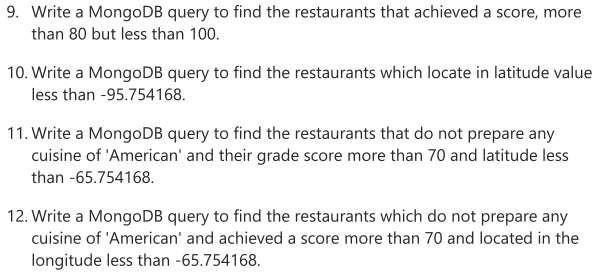 9. Write a MongoDB query to find the restaurants that achieved a score, more
than 80 but less than 100.
10. Write a MongoDB query to find the restaurants which locate in latitude value
less than -95.754168.
11. Write a MongoDB query to find the restaurants that do not prepare any
cuisine of 'American' and their grade score more than 70 and latitude less
than -65.754168.
12. Write a MongoDB query to find the restaurants which do not prepare any
cuisine of 'American' and achieved a score more than 70 and located in the
longitude less than -65.754168.